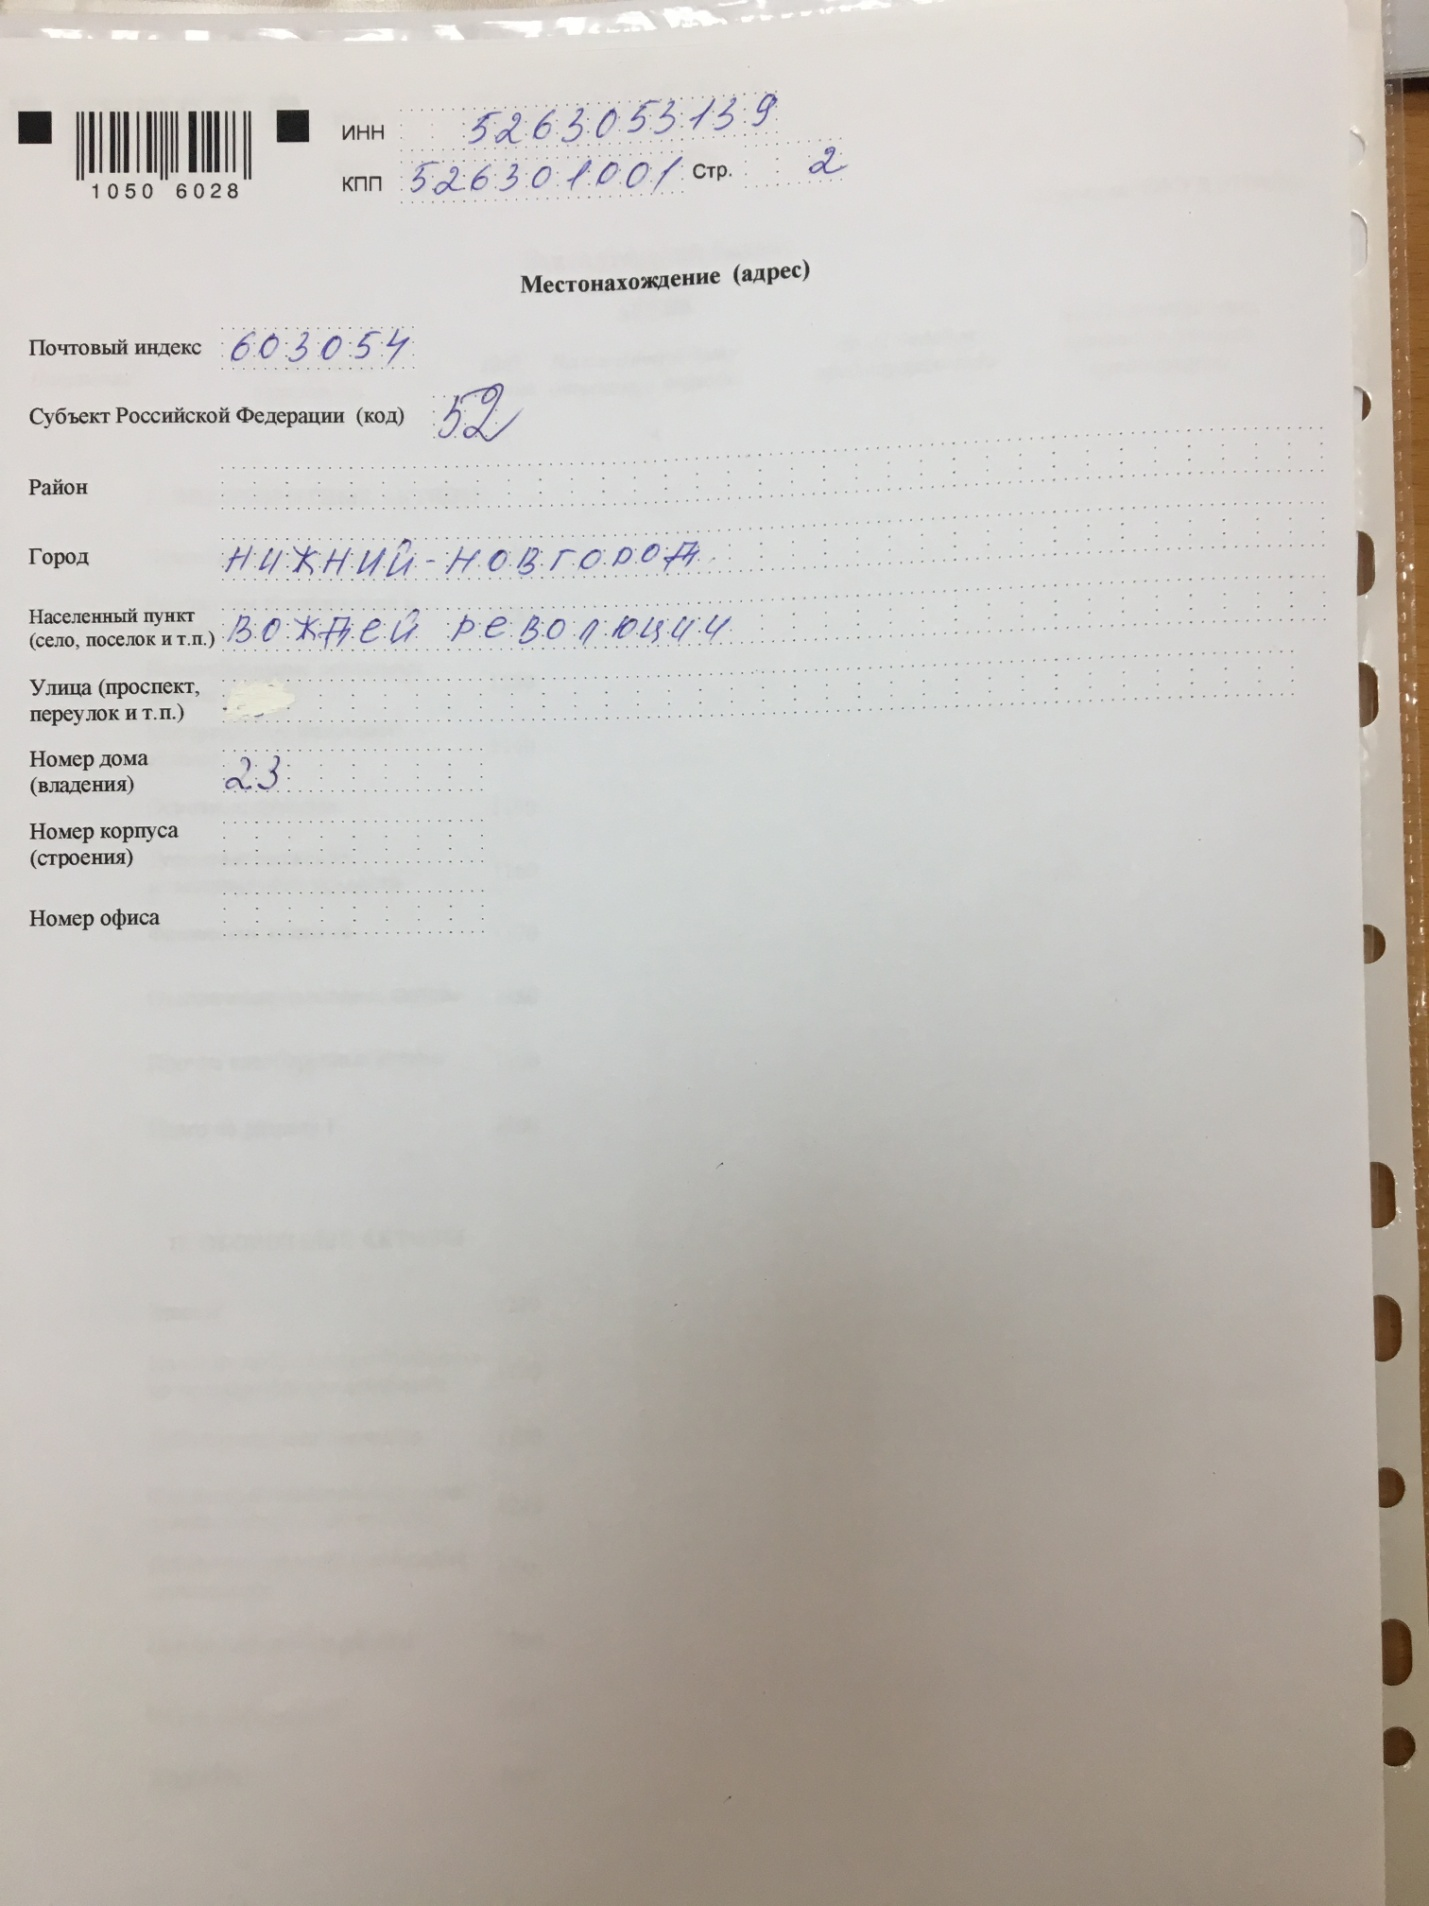 ИНН 5263053139
1050 6028
КПП 526301001 Стр. 2
Местонахождение (адрес)
Почтовый индекс 603054
Субъект Российской Федерации (код) 52
Район
Город НИЖНИЙ-НОВГОРОД
Населенный пункт
(село, поселок и т.п.) ВОЖДЕЙ РЕВОЛЮЦИИ
Улица (проспект,
переулок и т.п.)
Номер дома
(владения) 23
Номер корпуса
(строения)
Номер офиса